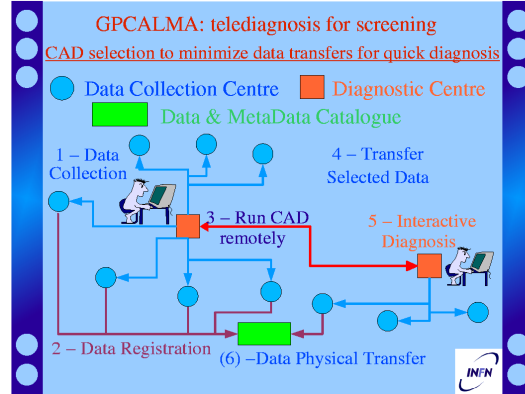 GPCALMA: telediagnosis for screening
CAD selection to minimize data transfers for quick diagnosis
Data Collection Centre
Diagnostic Centre
Data & MetaData Catalogue
1 – Data
Collection
4 – Transfer
Selected Data
3 – Run CAD
remotely
5 – Interactive
Diagnosis
2 – Data Registration
(6) –Data Physical Transfer
INFN